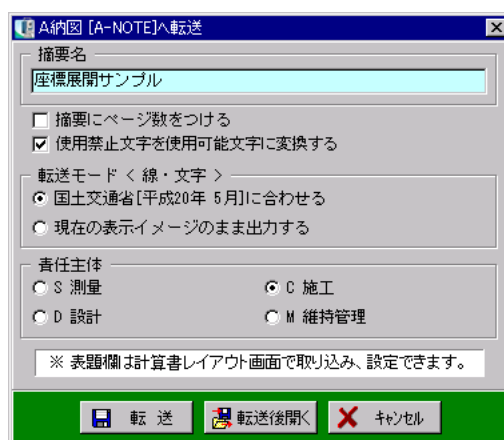 A納図 [A-NOTE]へ転送
摘要名
座標展開サンプル
摘要にページ数をつける
使用禁止文字を使用可能文字に変換する
転送モード < 線・文字 >
国土交通省[平成20年 5月]に合わせる
現在の表示イメージのまま出力する
責任主体
S 測量
C 施工
D 設計
M 維持管理
※ 表題欄は計算書レイアウト画面で取り込み、設定できます。
転 送
転送後開く
キャンセル